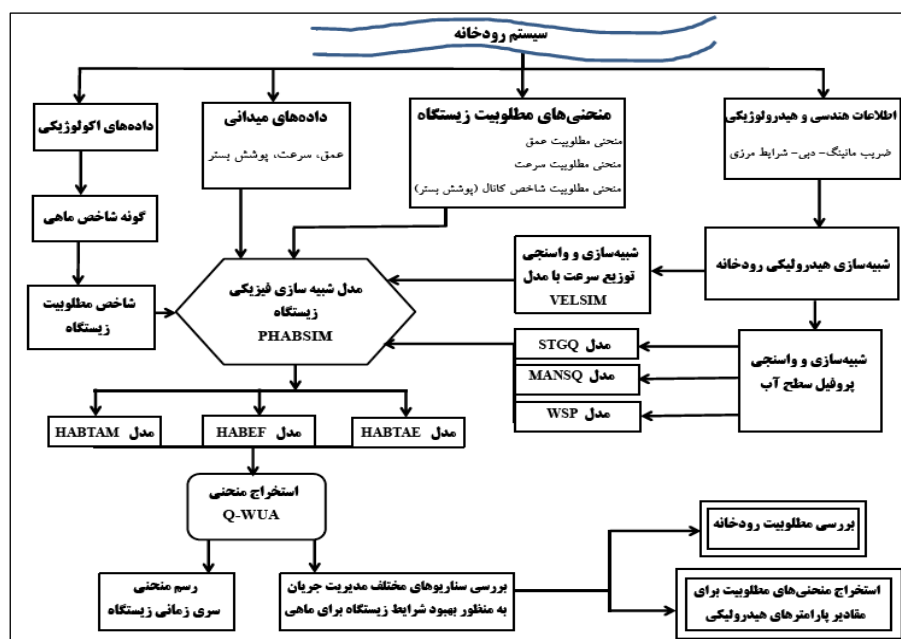 سیستم رودخانه
اطلاعات هندسی و هیدرولوژیکی
ضریب مانینگ- دبی- شرایط مرزی
منحنی‌های مطلوبیت زیستگاه
منحنی مطلوبیت عمق
منحنی مطلوبیت سرعت
منحنی مطلوبیت شاخص کانال (پوشش بستر)
داده‌های میدانی
عمق، سرعت، پوشش بستر
داده‌های اکولوژیکی
گونه شاخص ماهی
شاخص مطلوبیت
زیستگاه
شبیه‌سازی هیدرولیکی رودخانه
شبیه‌سازی و واسنجی
توزیع سرعت با مدل
VELSIM
مدل شبیه سازی فیزیکی
زیستگاه
PHABSIM
شبیه‌سازی و واسنجی
پروفیل سطح آب
مدل STGQ
مدل MANSQ
مدل WSP
مدل HABTAE
مدل HABEF
مدل HABTAM
استخراج منحنی
Q-WUA
بررسی سناریوهای مختلف مدیریت جریان
به منظور بهبود شرایط زیستگاه برای ماهی
رسم منحنی
سری زمانی زیستگاه
بررسی مطلوبیت رودخانه
استخراج منحنی‌های مطلوبیت برای
مقادیر پارامترهای هیدرولیکی